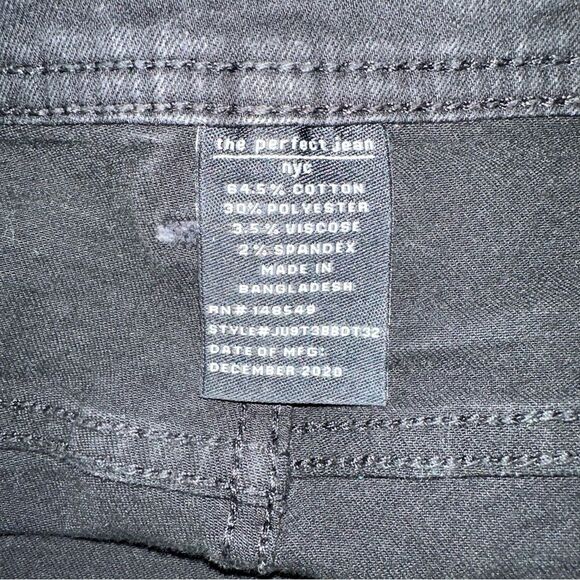 the perfect jean
nyc
64.5% COTTON
30% POLYESTER
3.5% VISCOSE
2% SPANDEX
MADE IN
BANGLADESH
RN# 148549
STYLE#JUST388DT32
DATE OF MFG:
DECEMBER 2020